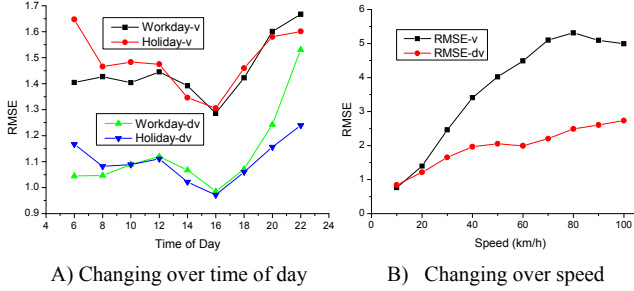 1.7
1.6
1.5
1.4
1.3
1.2
1.1
1.0
0.9
RMSE
Workday-v
Holiday-v
Workday-dv
Holiday-dv
4 6 8 10 12 14 16 18 20 22 24
Time of Day
A) Changing over time of day
6
5
4
3
2
1
0
RMSE
RMSE-v
RMSE-dv
0 20 40 60 80 100
Speed (km/h)
B) Changing over speed